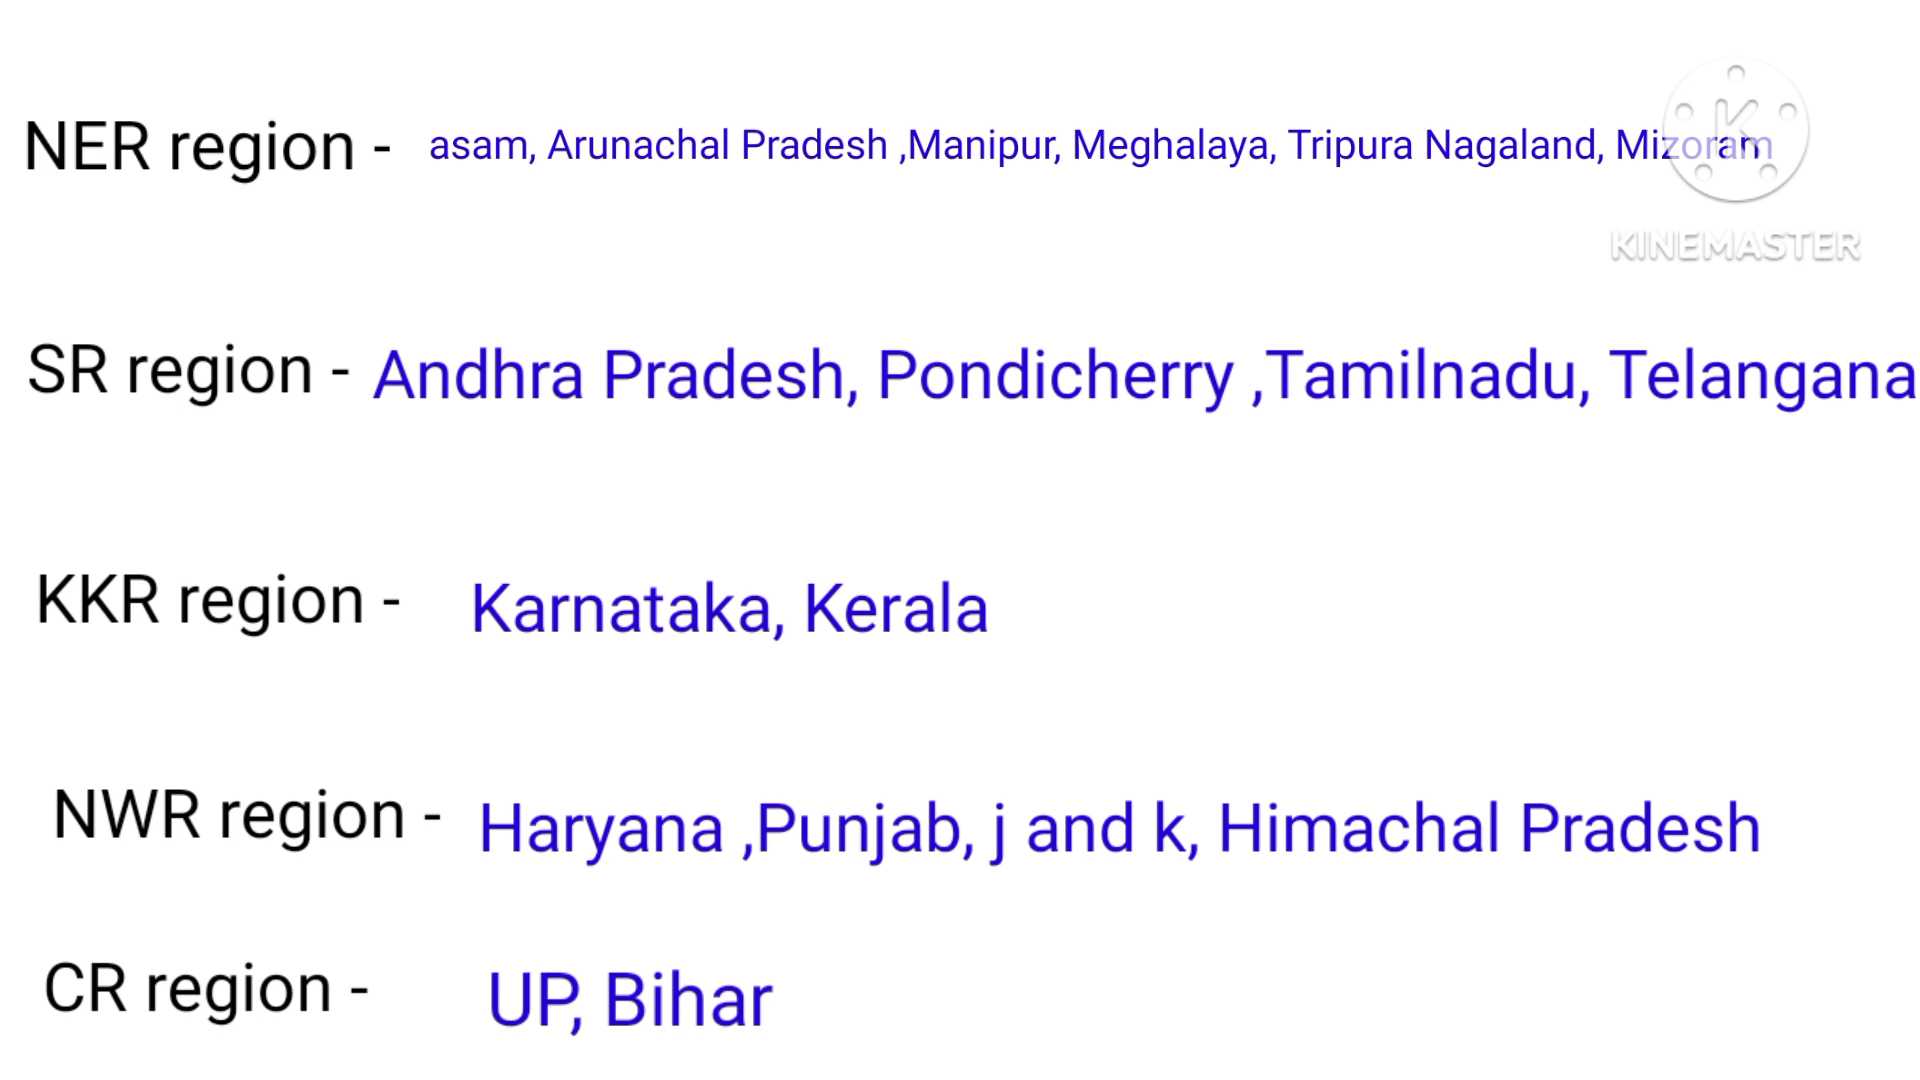 NER region - asam, Arunachal Pradesh ,Manipur, Meghalaya, Tripura Nagaland, Mizoram
KINEMASTER
SR region - Andhra Pradesh, Pondicherry ,Tamilnadu, Telangana
KKR region - Karnataka, Kerala
NWR region - Haryana ,Punjab, j and k, Himachal Pradesh
CR region - UP, Bihar